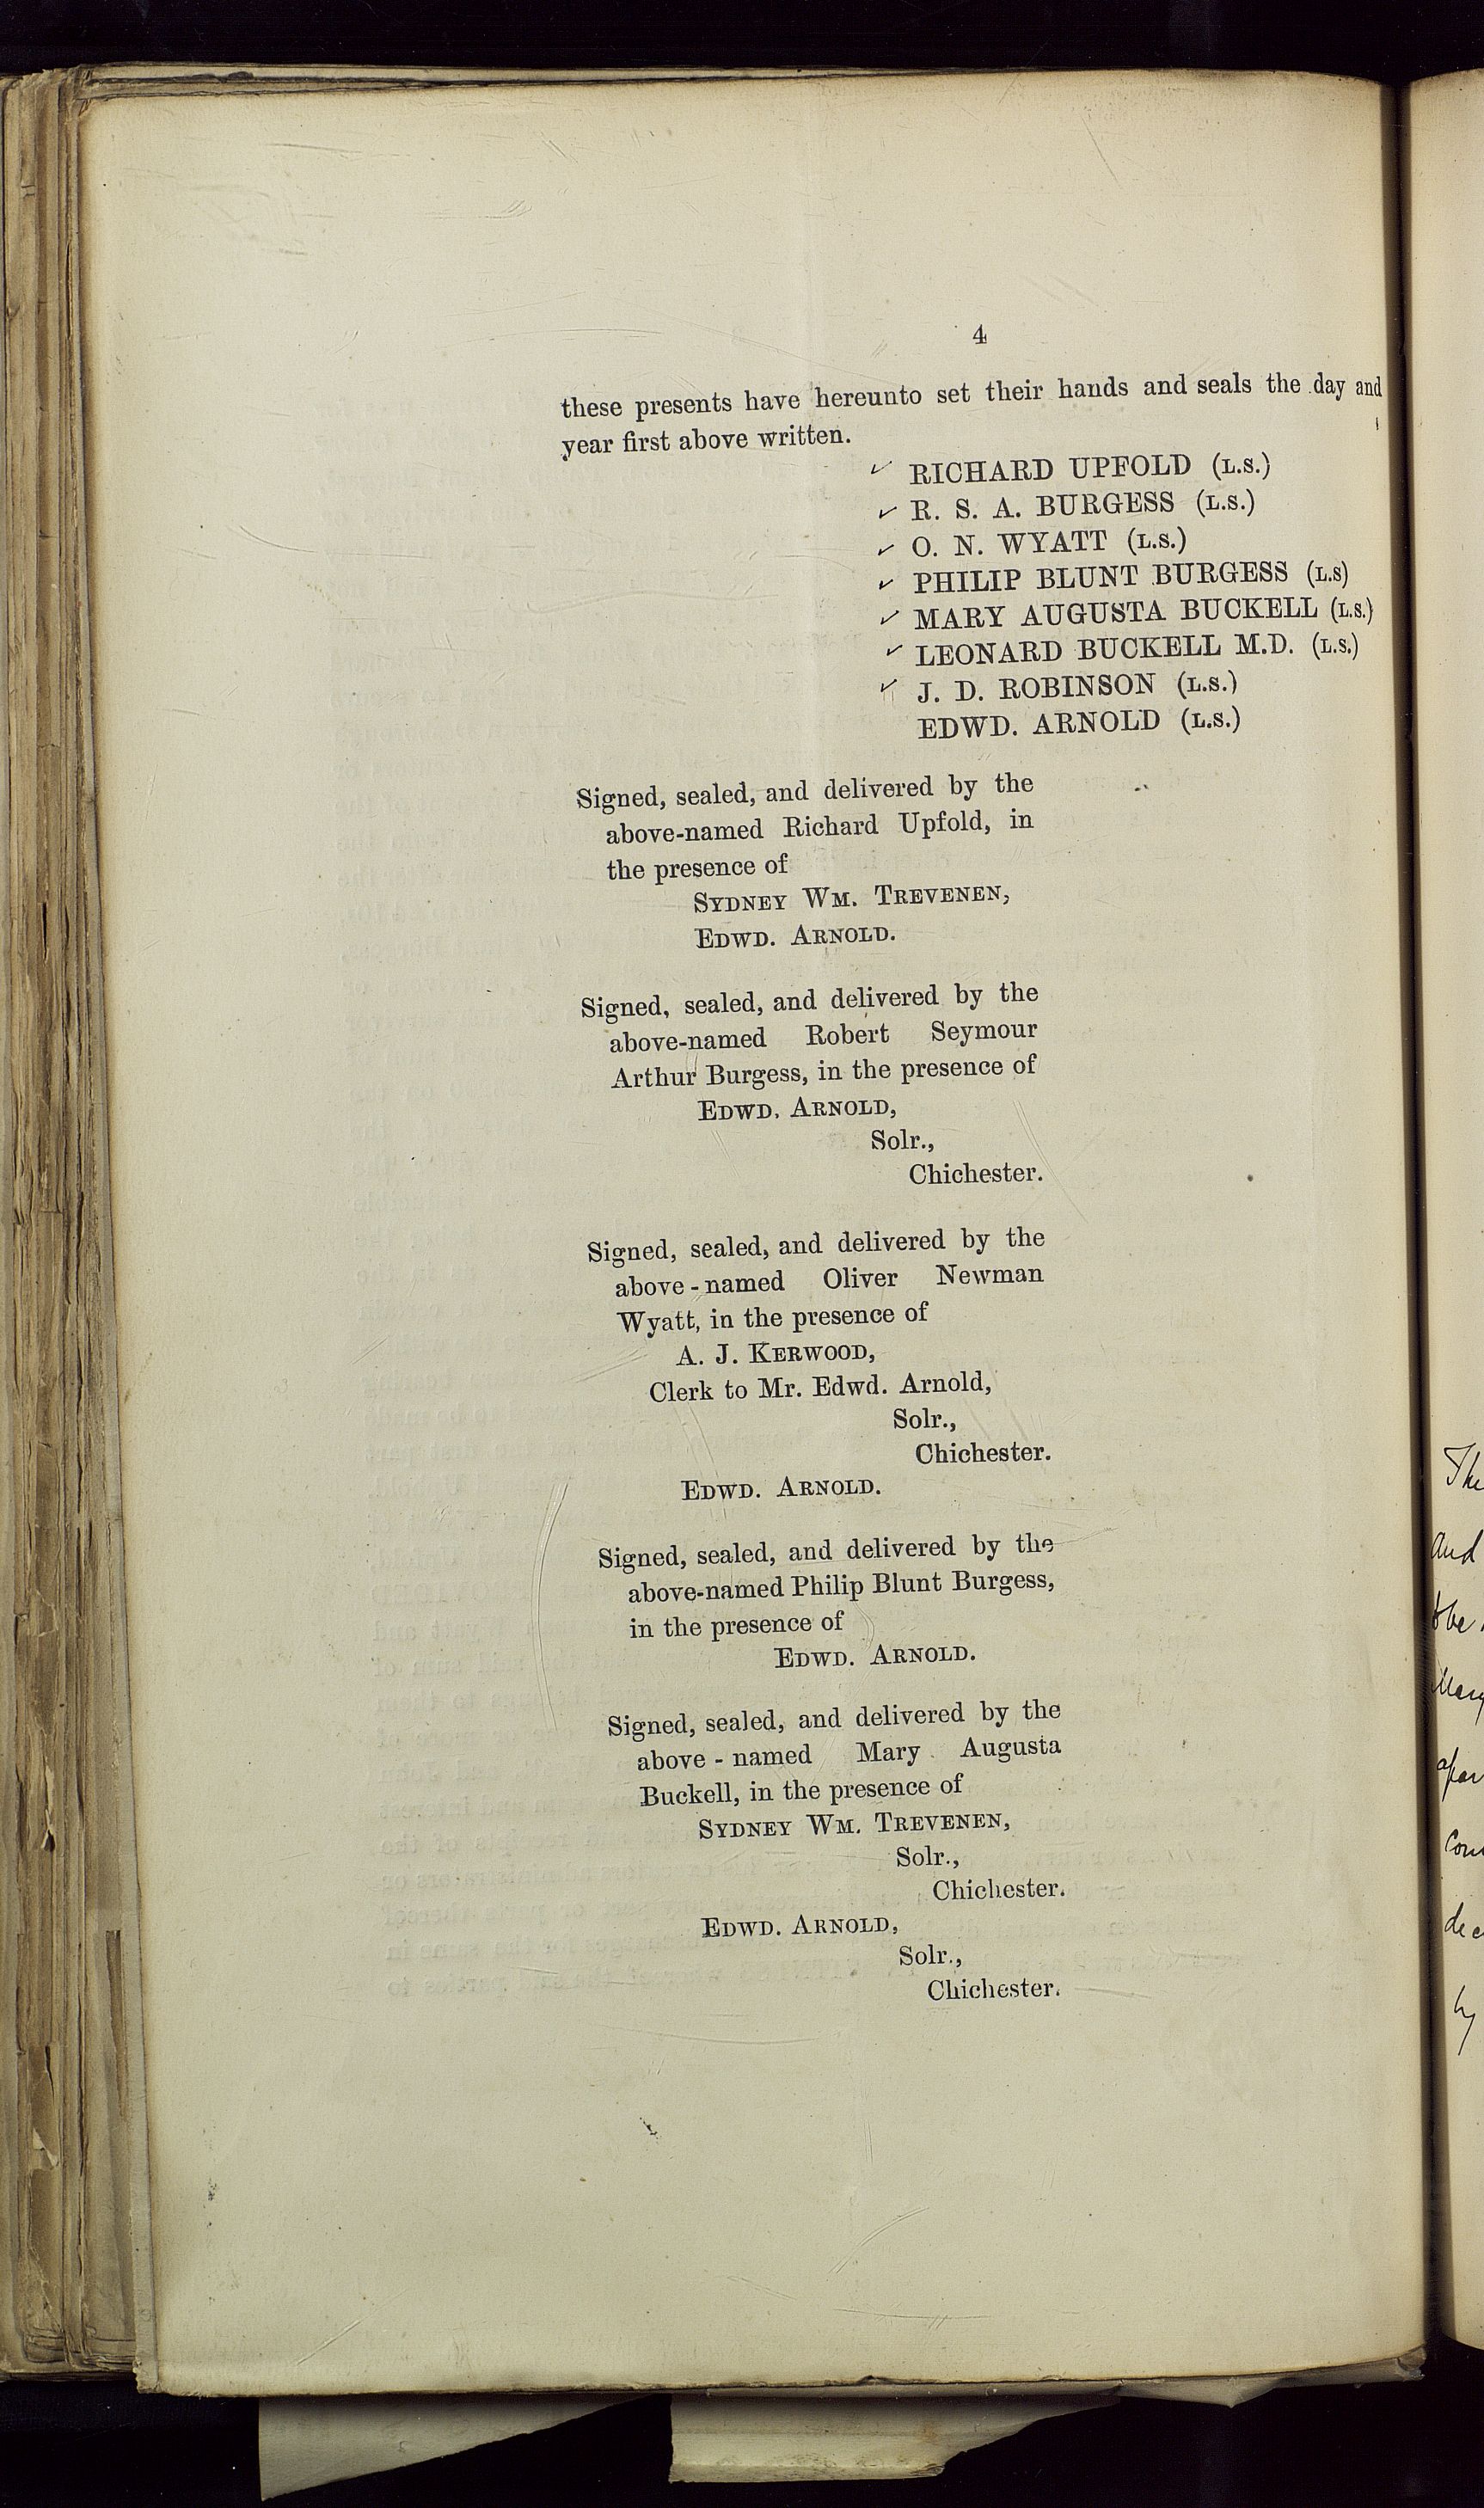 4
these presents have hereunto set their hands and seals the day and
year first above written.
✓ RICHARD UPFOLD (L.S.)
✓ R. S. A. BURGESS (L.S.)
✓ O. N. WYATT (L.S.)
✓ PHILIP BLUNT BURGESS (L.S)
✓ MARY AUGUSTA BUCKELL (L.S.)
✓ LEONARD BUCKELL M.D. (L.S.)
✓ J. D. ROBINSON (L.S.)
EDWD. ARNOLD (L.S.)
Signed, sealed, and delivered by the
above-named Richard Upfold, in
the presence of
SYDNEY WM. TREVENEN,
EDWD. ARNOLD.
Signed, sealed, and delivered by the
above-named Robert Seymour
Arthur Burgess, in the presence of
EDWD. ARNOLD,
Solr.,
Chichester.
Signed, sealed, and delivered by the
above-named Oliver Newman
Wyatt, in the presence of
A. J. KERWOOD,
Clerk to Mr. Edwd. Arnold,
Solr.,
Chichester.
EDWD. ARNOLD.
Signed, sealed, and delivered by the
above-named Philip Blunt Burgess,
in the presence of
EDWD. ARNOLD.
Signed, sealed, and delivered by the
above-named Mary Augusta
Buckell, in the presence of
SYDNEY WM. TREVENEN,
Solr.,
Chichester.
EDWD. ARNOLD,
Solr.,
Chichester.
The
and
the
by